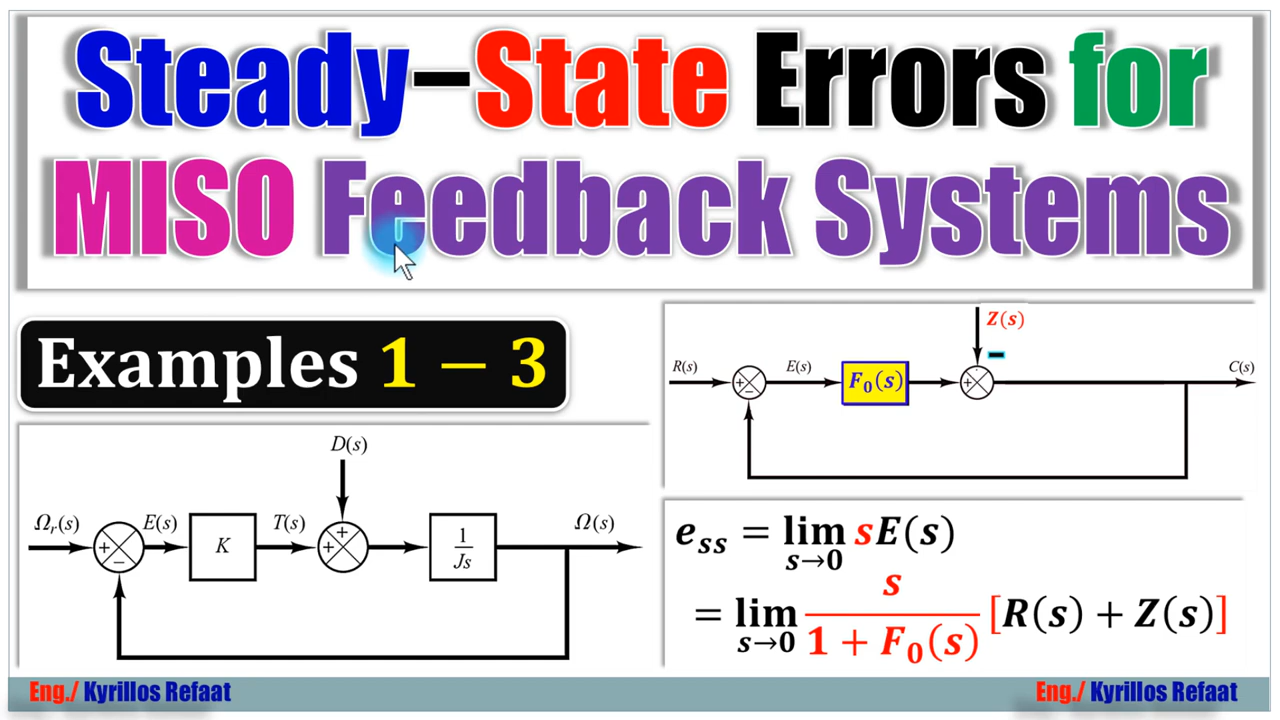 Steady–State Errors for
MISO Feedback Systems
Examples 1 – 3
Z(s)
R(s) + − E(s) F₀(s) + − C(s)
D(s)
Ωᵣ(s) + − E(s) K T(s) + + 1/Js Ω(s)
eₛₛ = lim s→0 sE(s)
= lim s→0 s/(1 + F₀(s)) [R(s) + Z(s)]
Eng./ Kyrillos Refaat
Eng./ Kyrillos Refaat